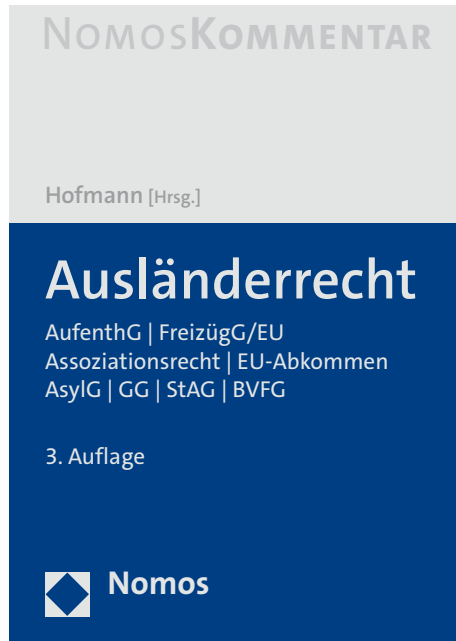 NomosKommentar
Hofmann [Hrsg.]
Ausländerrecht
AufenthG | FreizügG/EU
Assoziationsrecht | EU-Abkommen
AsylG | GG | StAG | BVFG
3. Auflage
Nomos